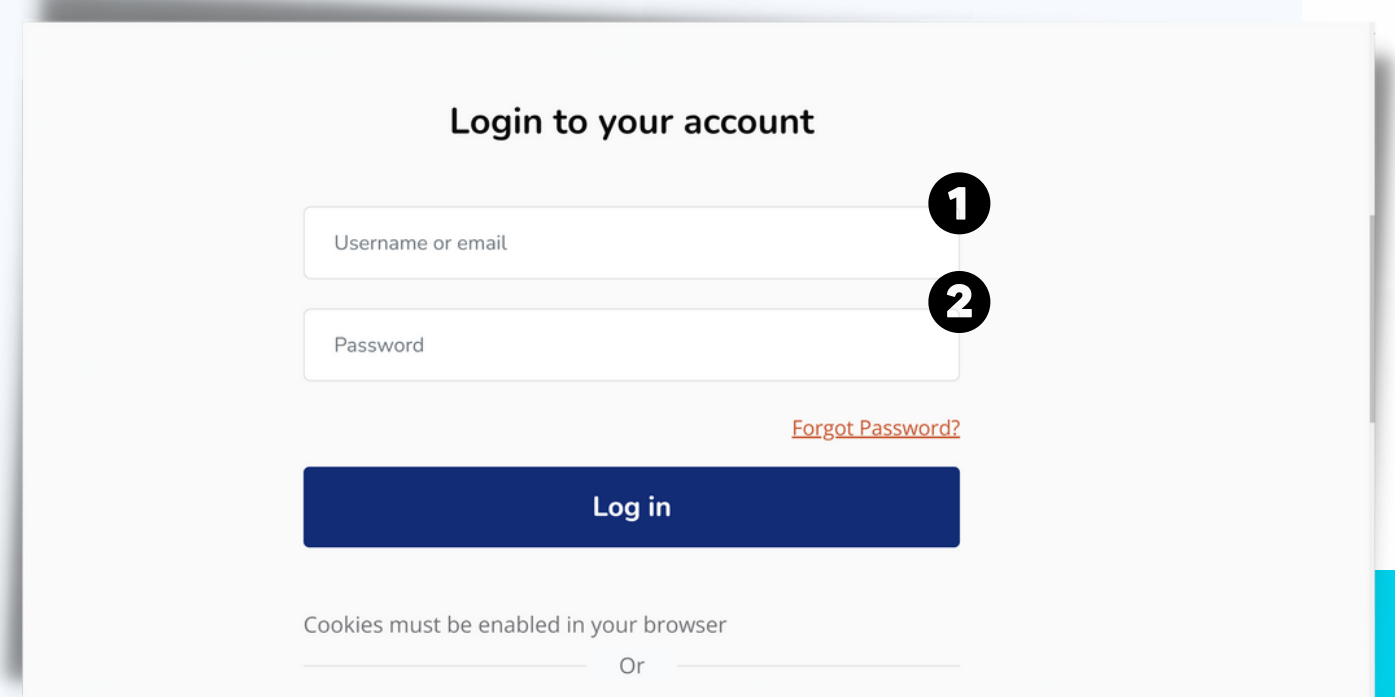 Login to your account
1
Username or email
2
Password
Forgot Password?
Log in
Cookies must be enabled in your browser
Or